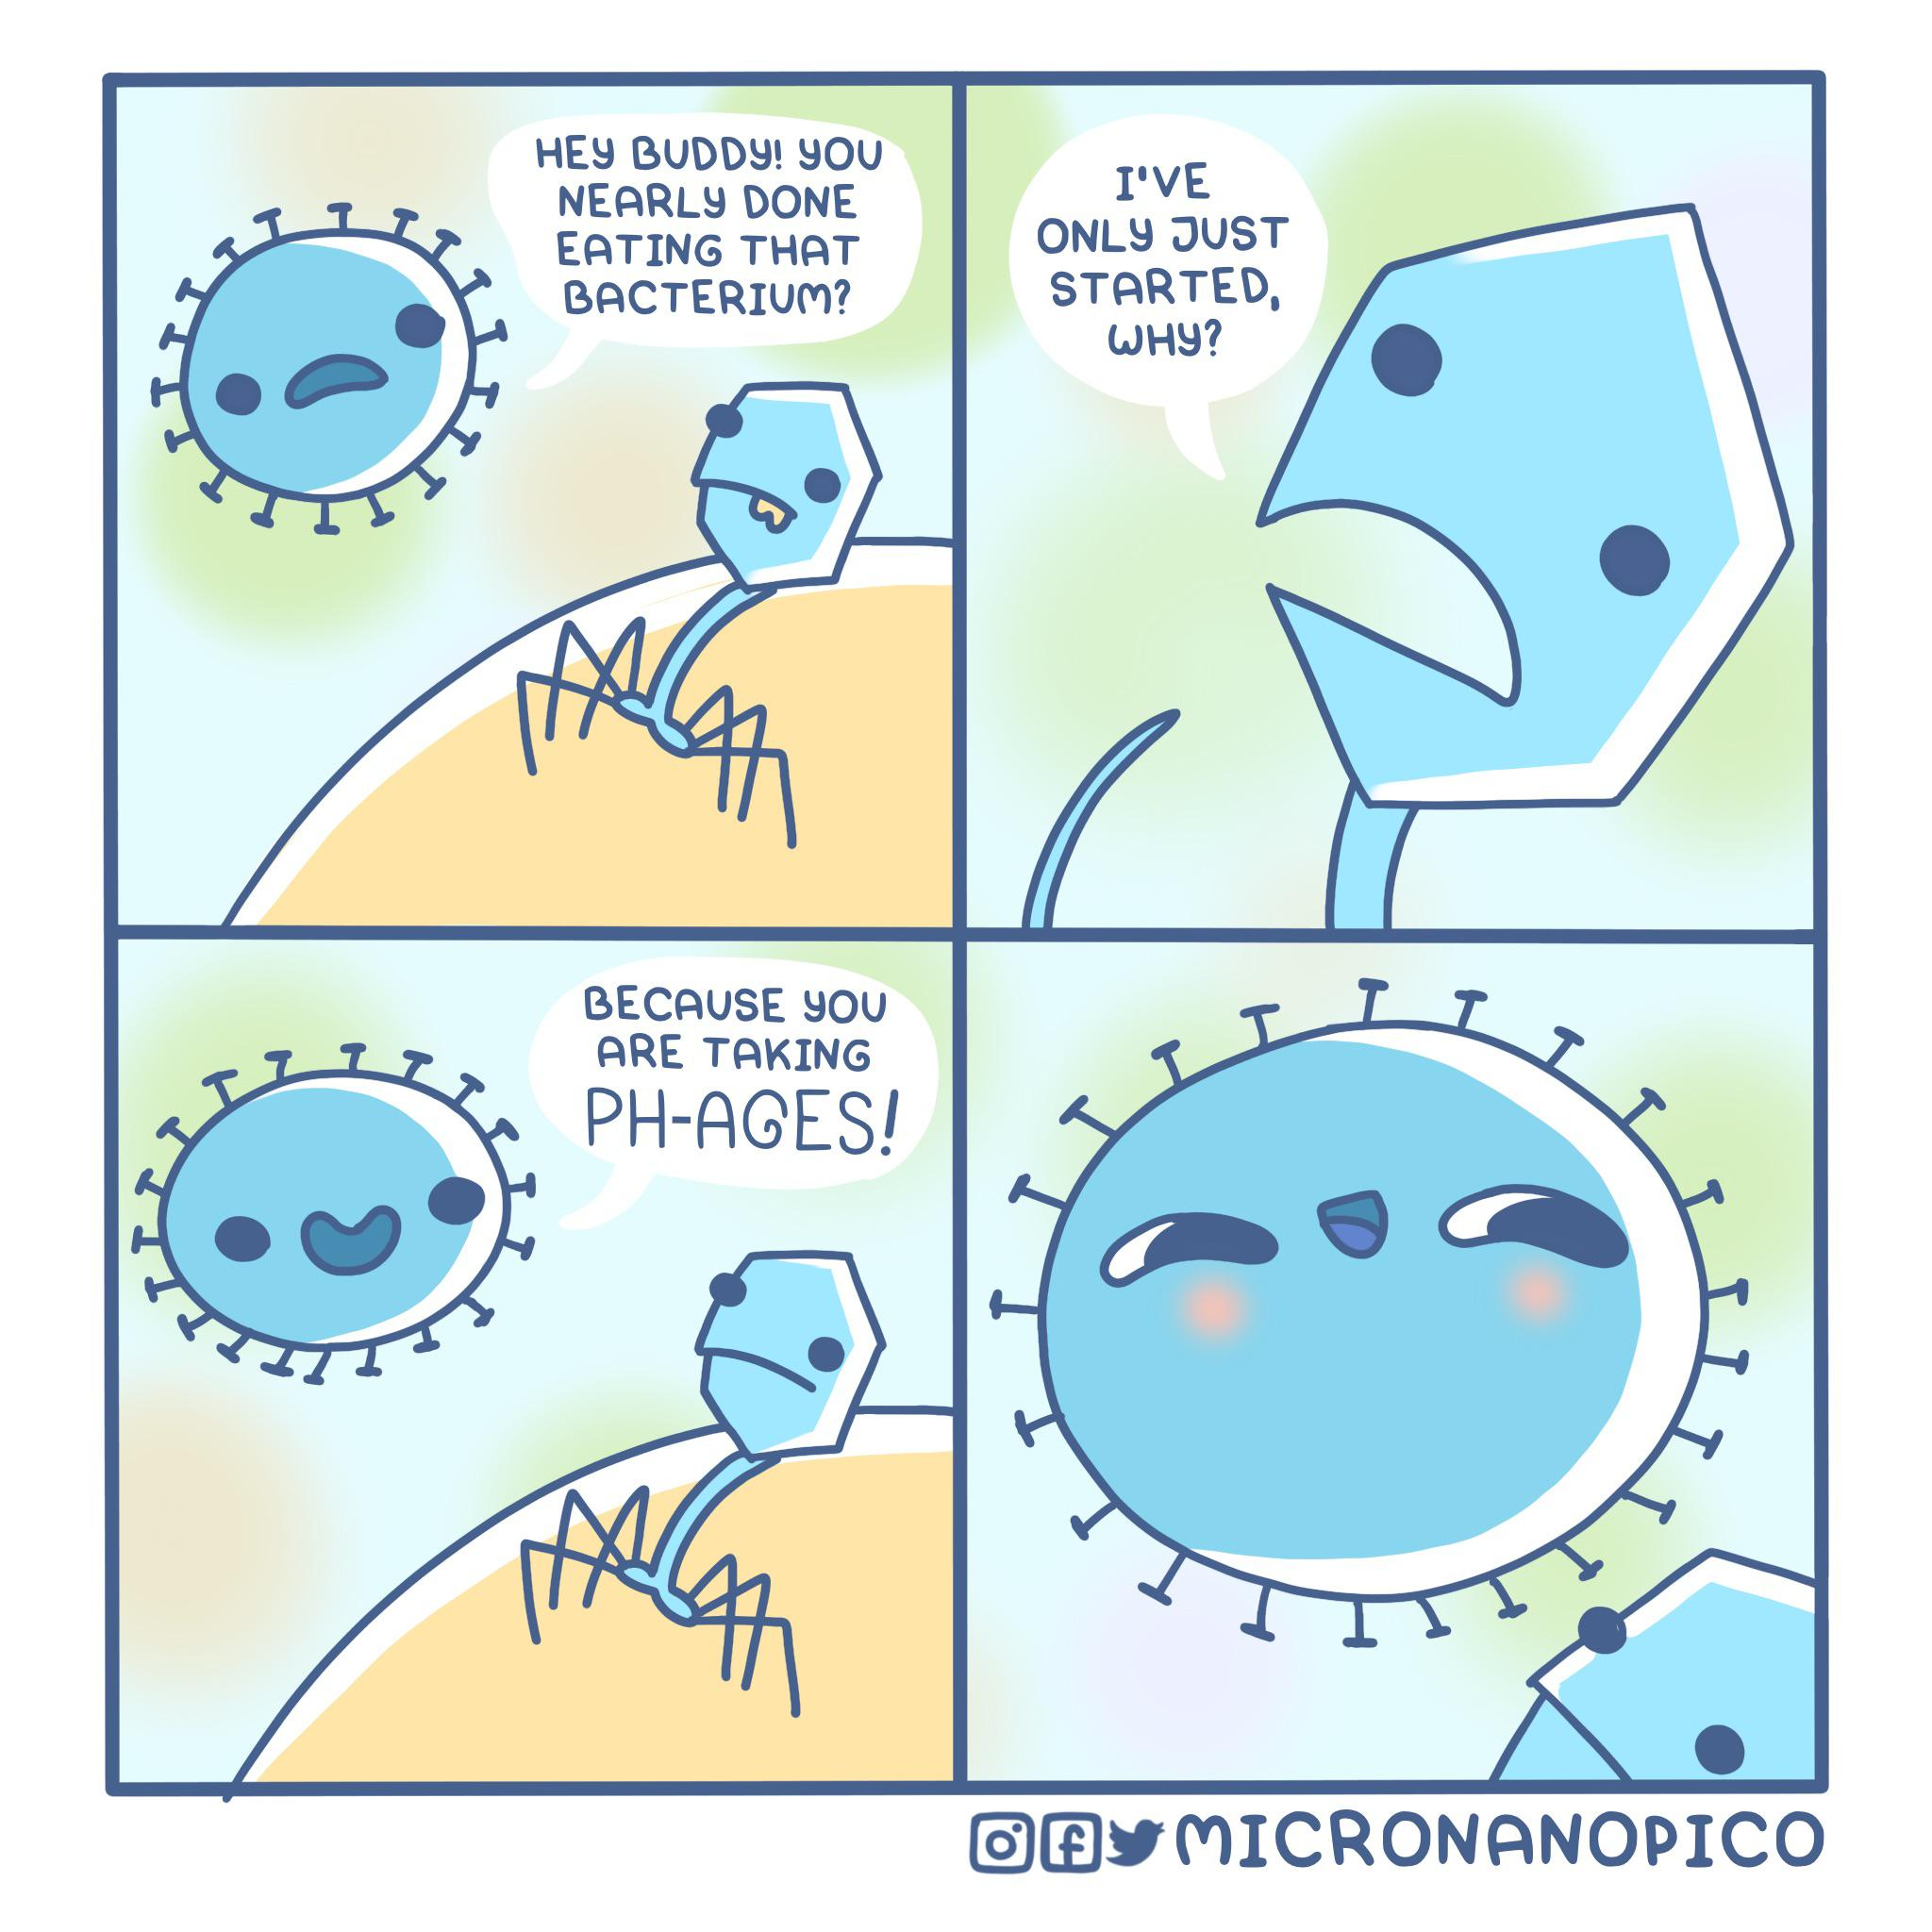 HEY BUDDY! YOU
NEARLY DONE
EATING THAT
BACTERIUM?
I'VE
ONLY JUST
STARTED,
WHY?
BECAUSE YOU
ARE TAKING
PH-AGES!
MICRONANOPICO